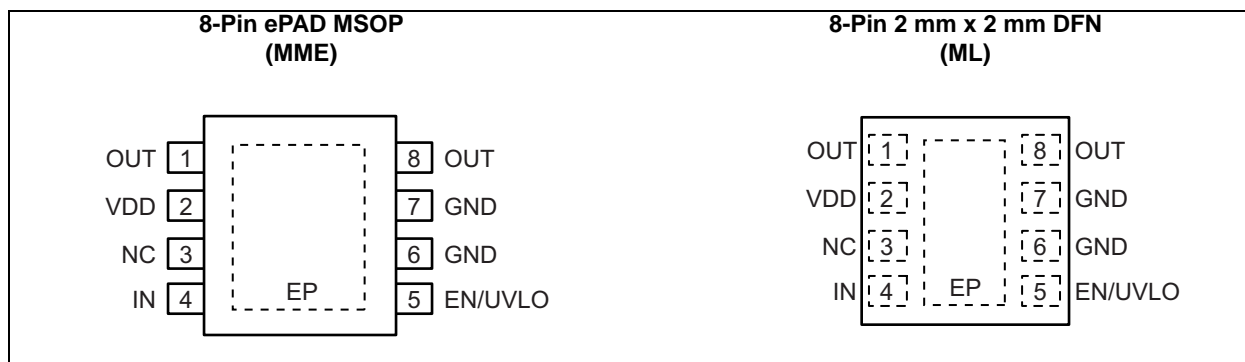 8-Pin ePAD MSOP
(MME)
OUT 1
8 OUT
VDD 2
7 GND
NC 3
6 GND
IN 4
EP
5 EN/UVLO
8-Pin 2 mm x 2 mm DFN
(ML)
OUT 1
8 OUT
VDD 2
7 GND
NC 3
6 GND
IN 4
EP
5 EN/UVLO